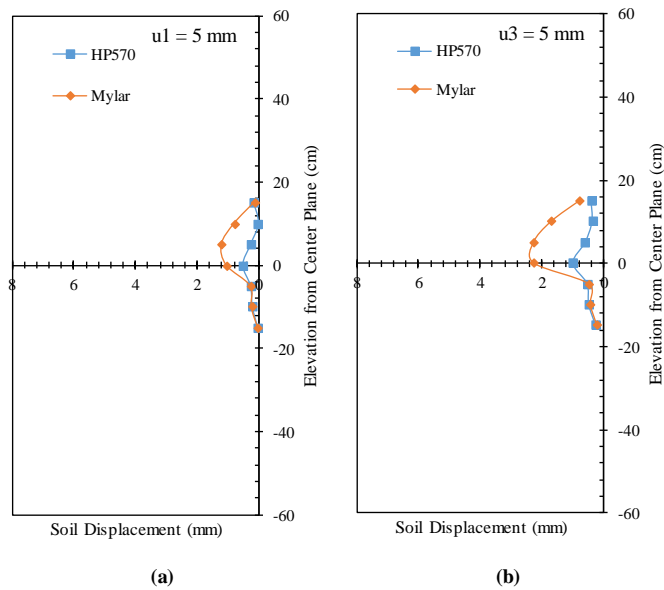 u1 = 5 mm
HP570
Mylar
60
40
20
0
-20
-40
-60
8
6
4
2
0
Elevation from Center Plane (cm)
Soil Displacement (mm)
(a)
u3 = 5 mm
HP570
Mylar
60
40
20
0
-20
-40
-60
8
6
4
2
0
Elevation from Center Plane (cm)
Soil Displacement (mm)
(b)